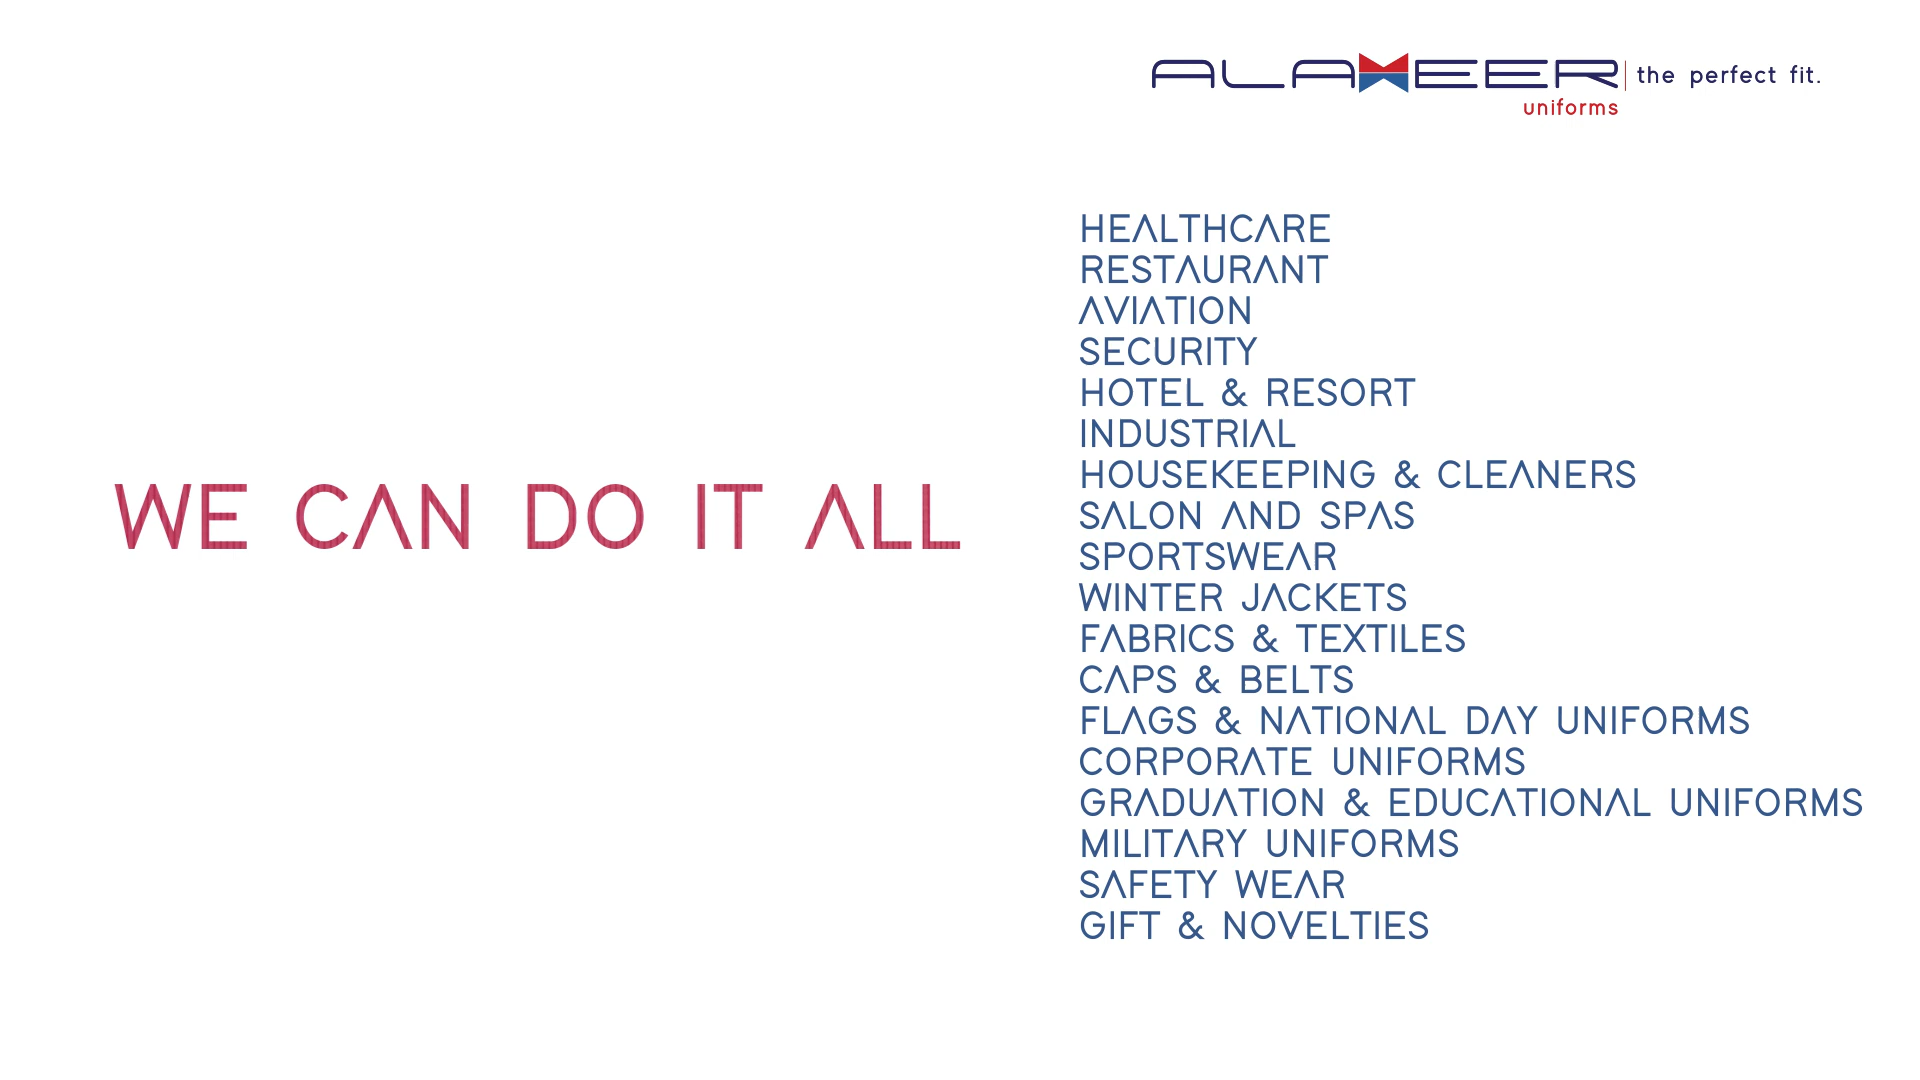 ALAMEER | the perfect fit.
uniforms
WE CAN DO IT ALL
HEALTHCARE
RESTAURANT
AVIATION
SECURITY
HOTEL & RESORT
INDUSTRIAL
HOUSEKEEPING & CLEANERS
SALON AND SPAS
SPORTSWEAR
WINTER JACKETS
FABRICS & TEXTILES
CAPS & BELTS
FLAGS & NATIONAL DAY UNIFORMS
CORPORATE UNIFORMS
GRADUATION & EDUCATIONAL UNIFORMS
MILITARY UNIFORMS
SAFETY WEAR
GIFT & NOVELTIES